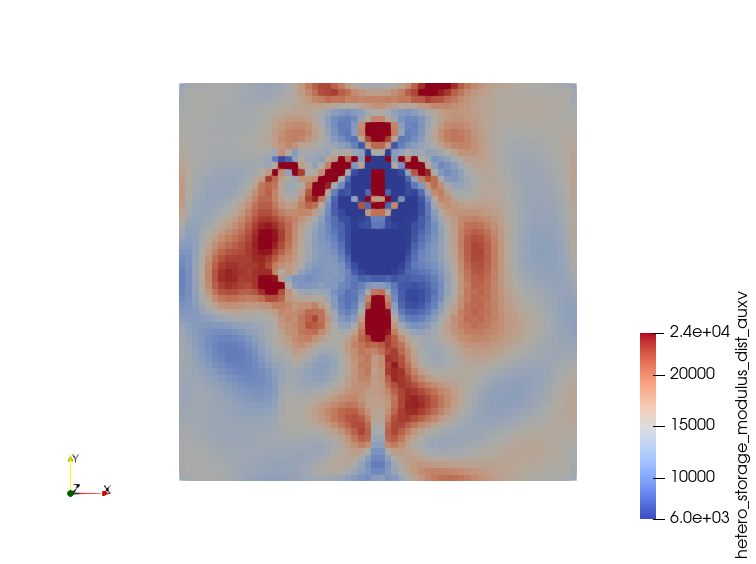 2.4e+04
20000
15000
10000
6.0e+03
hetero_storage_modulus_dist_auxv
Y
Z
X